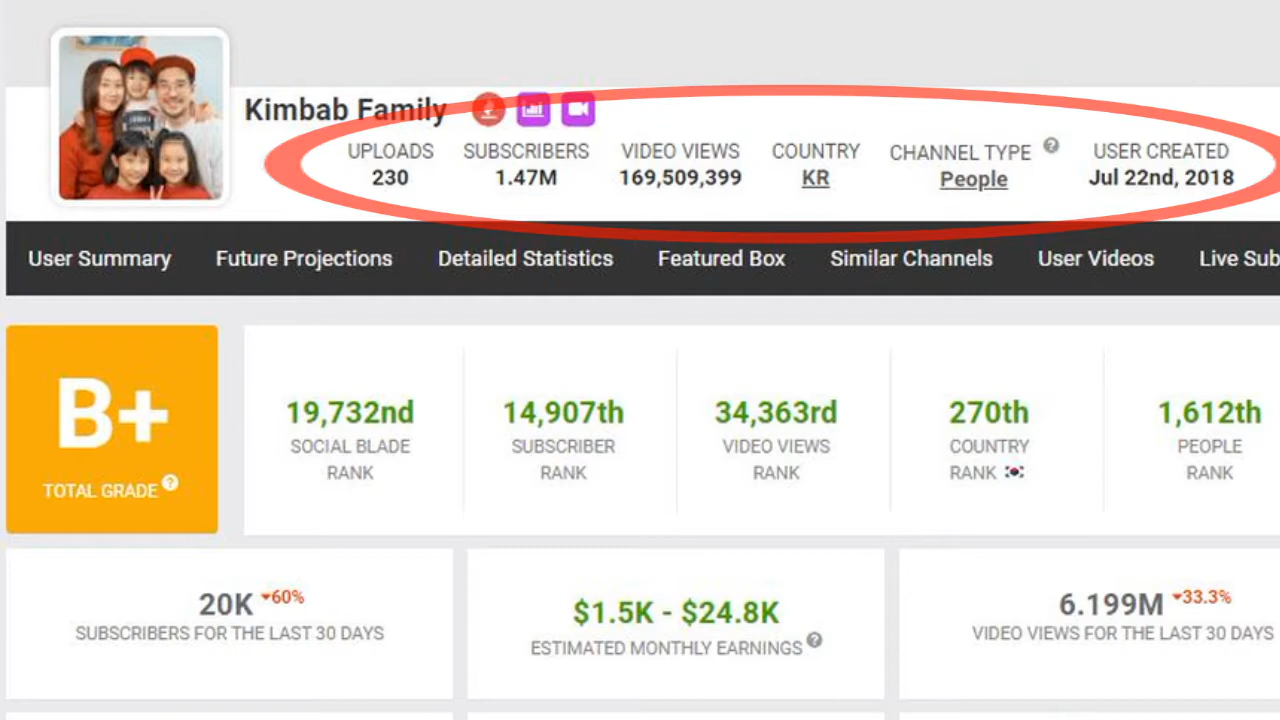 Kimbab Family
UPLOADS SUBSCRIBERS VIDEO VIEWS COUNTRY CHANNEL TYPE ? USER CREATED
230 1.47M 169,509,399 KR People Jul 22nd, 2018
User Summary Future Projections Detailed Statistics Featured Box Similar Channels User Videos Live Sub
B+
TOTAL GRADE ?
19,732nd 14,907th 34,363rd 270th 1,612th
SOCIAL BLADE SUBSCRIBER VIDEO VIEWS COUNTRY PEOPLE
RANK RANK RANK RANK RANK
20K 60% $1.5K - $24.8K 6.199M 33.3%
SUBSCRIBERS FOR THE LAST 30 DAYS ESTIMATED MONTHLY EARNINGS ? VIDEO VIEWS FOR THE LAST 30 DAYS